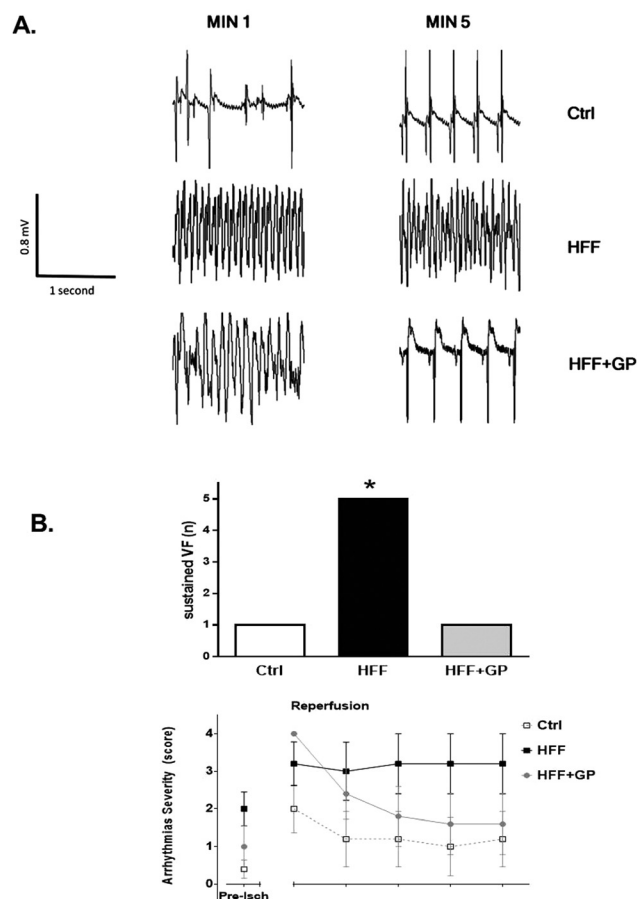 A.
MIN 1 MIN 5
Ctrl
0.8 mV
HFF
1 second
HFF+GP
B.
*
sustained VF (n)
5
4
3
2
1
0
Ctrl HFF HFF+GP
Reperfusion
Arrhythmias Severity (score)
4
3
2
1
0
Ctrl
HFF
HFF+GP
Pre-Isch